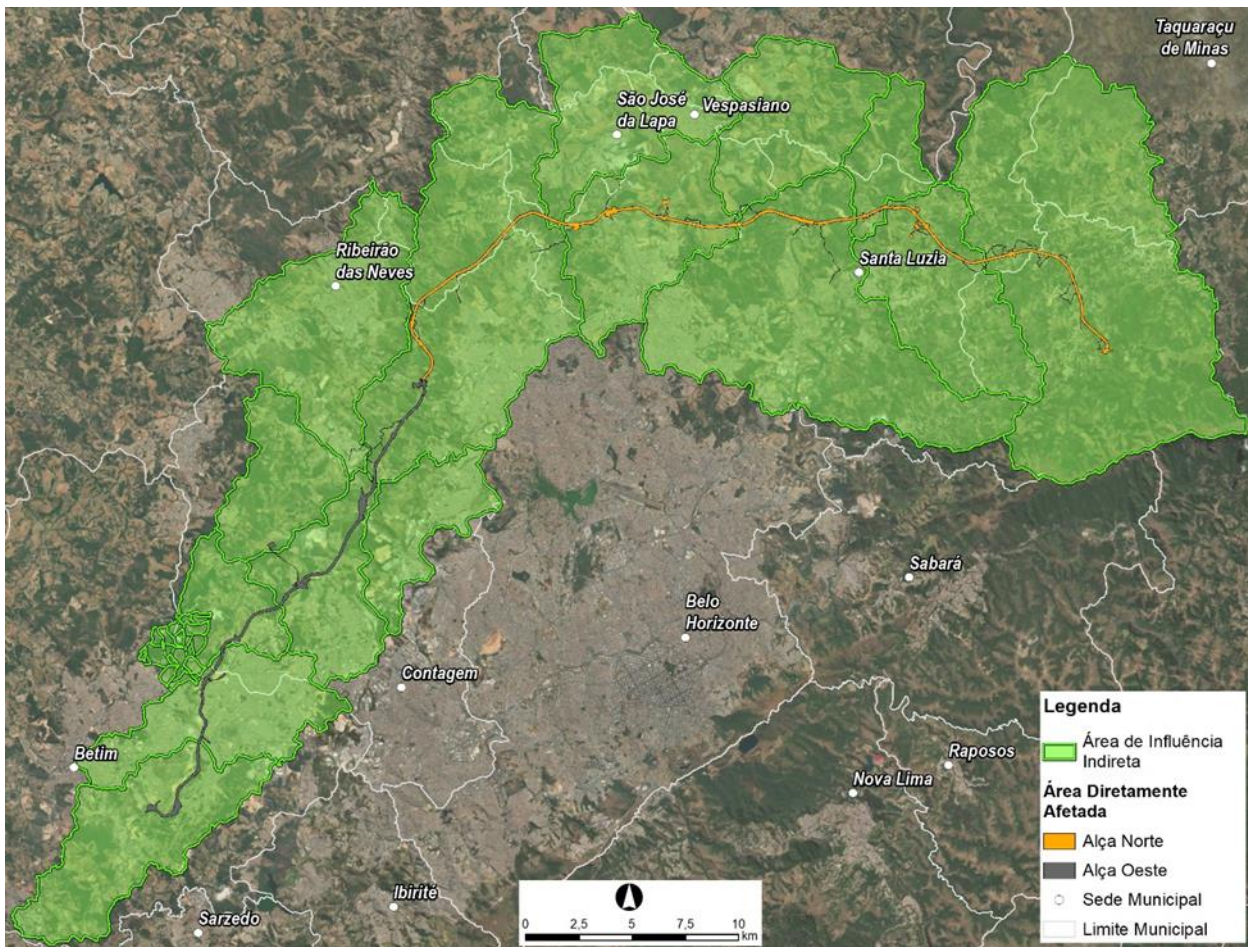 Taquaraçu
de Minas
São José
da Lapa
Vespasiano
Ribeirão
das Neves
Santa Luzia
Sabará
Belo
Horizonte
Contagem
Betim
Raposos
Nova Lima
Ibirité
Sarzedo
0 2,5 5 7,5 10
km
Legenda
Área de Influência
Indireta
Área Diretamente
Afetada
Alça Norte
Alça Oeste
Sede Municipal
Limite Municipal